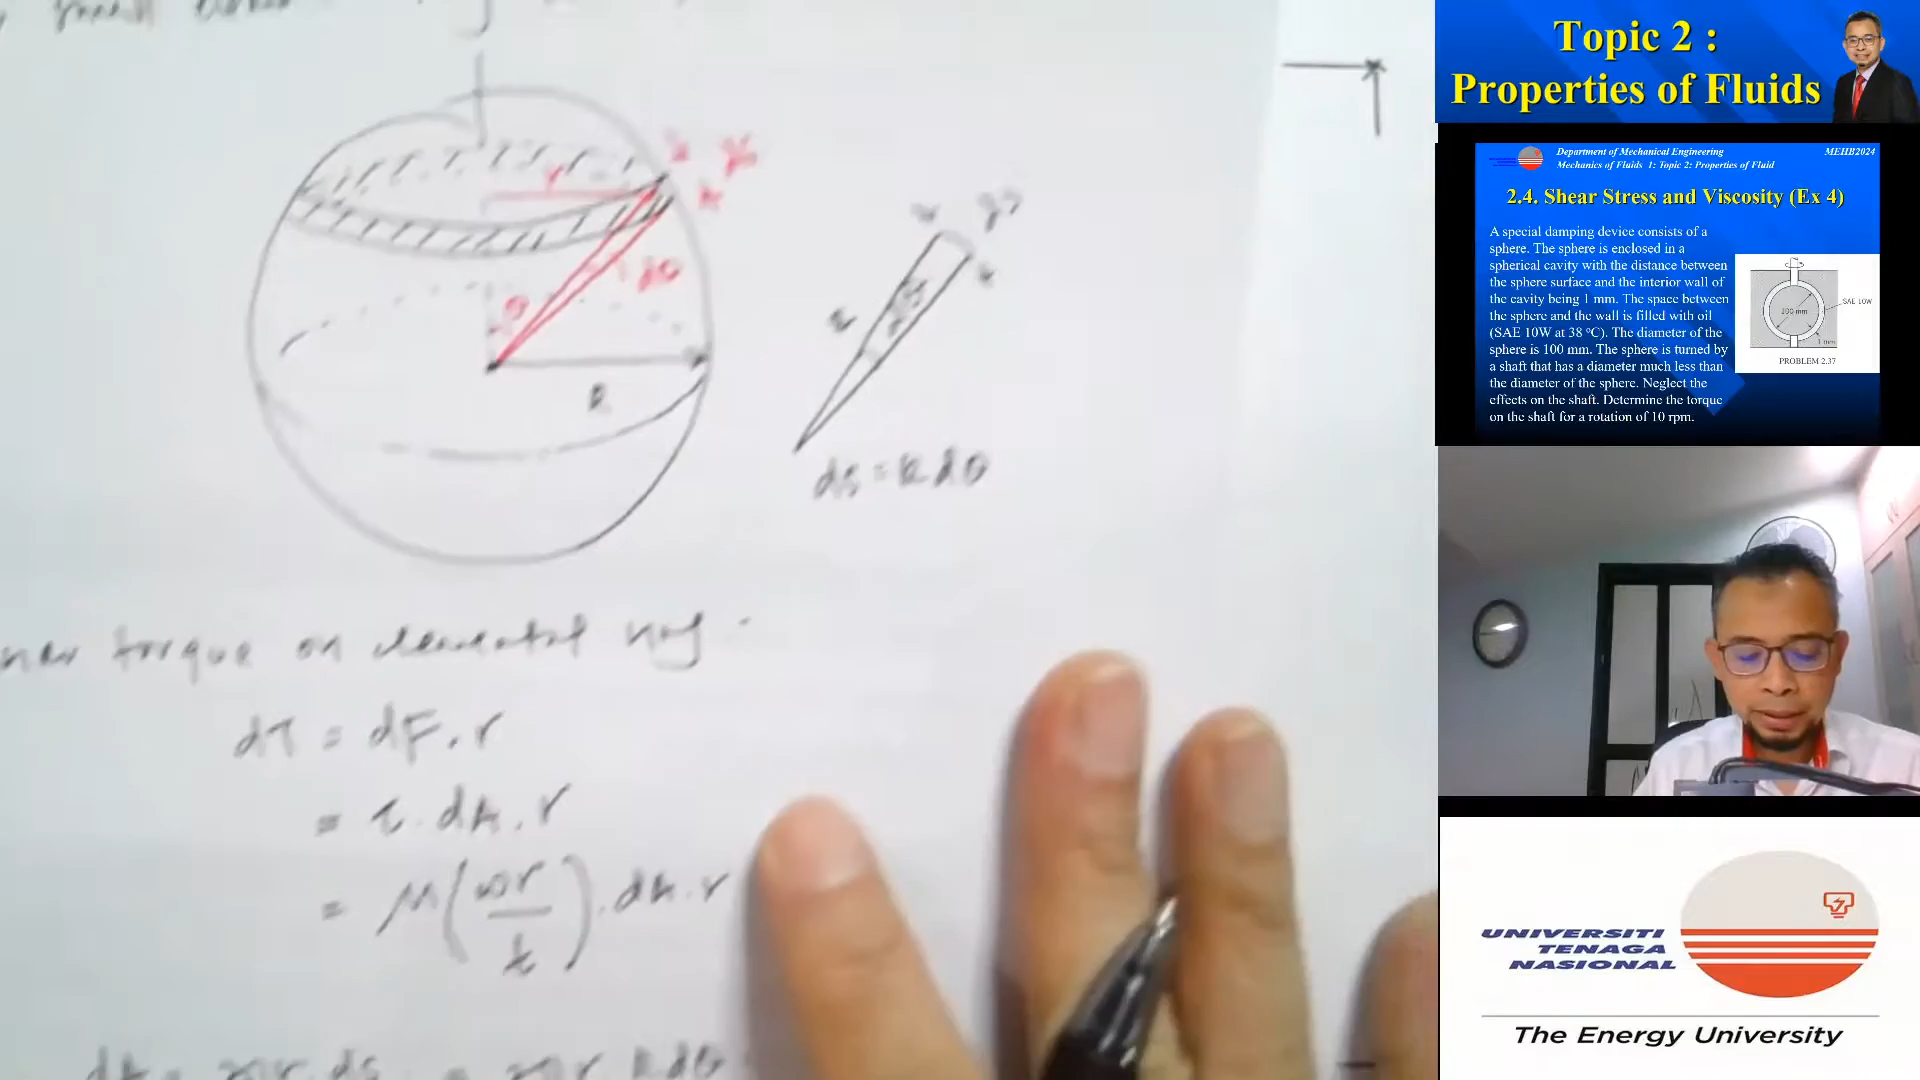 r
θ
dθ
R
ds = R dθ
torque on elemental ring.
dT = dF. r
= τ. dA. r
= μ (ωr/t). dA. r
dA = 2πr. ds = 2πr R dθ
Topic 2 :
Properties of Fluids
Department of Mechanical Engineering
MEHB2024
Mechanics of Fluids 1: Topic 2: Properties of Fluid
2.4. Shear Stress and Viscosity (Ex 4)
A special damping device consists of a
sphere. The sphere is enclosed in a
spherical cavity with the distance between
the sphere surface and the interior wall of
the cavity being 1 mm. The space between
the sphere and the wall is filled with oil
(SAE 10W at 38 °C). The diameter of the
sphere is 100 mm. The sphere is turned by
a shaft that has a diameter much less than
the diameter of the sphere. Neglect the
effects on the shaft. Determine the torque
on the shaft for a rotation of 10 rpm.
SAE 10W
100 mm
1 mm
PROBLEM 2.37
UNIVERSITI
TENAGA
NASIONAL
The Energy University